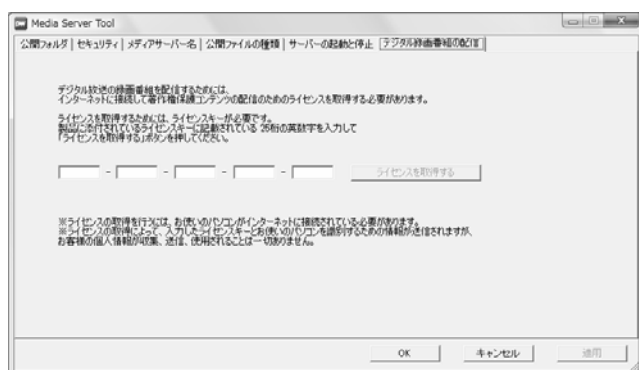 Media Server Tool
公開フォルダ セキュリティ メディアサーバー名 公開ファイルの種類 サーバーの起動と停止 デジタル録画番組の配信
デジタル放送の録画番組を配信するためには、
インターネットに接続して著作権保護コンテンツの配信のためのライセンスを取得する必要があります。
ライセンスを取得するためには、ライセンスキーが必要です。
製品に添付されているライセンスキーに記載されている 25桁の英数字を入力して
「ライセンスを取得する」ボタンを押してください。
- - - - ライセンスを取得する
※ライセンスの取得を行うには、お使いのパソコンがインターネットに接続されている必要があります。
※ライセンスの取得によって、入力したライセンスキーとお使いのパソコンを識別するための情報が送信されますが、
お客様の個人情報が収集、送信、使用されることは一切ありません。
OK キャンセル 適用